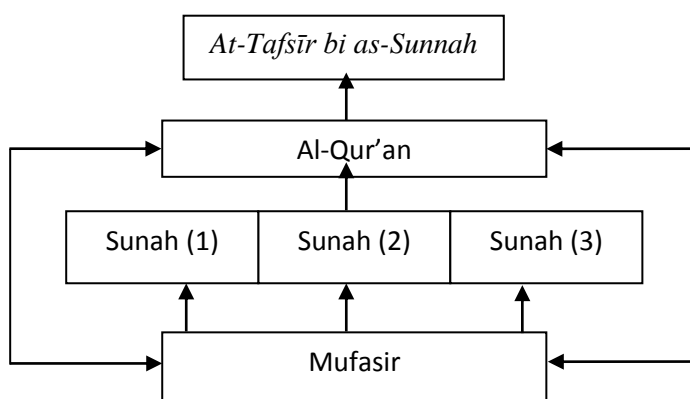 At-Tafsīr bi as-Sunnah
Al-Qur’an
Sunah (1)
Sunah (2)
Sunah (3)
Mufasir